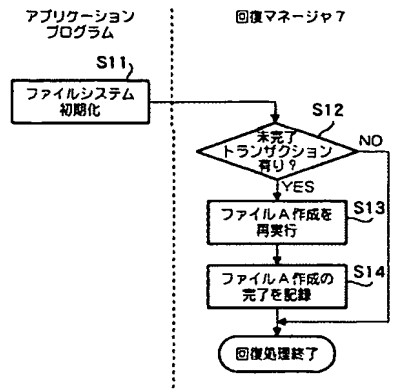 アプリケーション
プログラム
回復マネージャ7
S11
ファイルシステム
初期化
S12
未完了
トランザクション
有り?
NO
YES
S13
ファイルA作成を
再実行
S14
ファイルA作成の
完了を記録
回復処理終了